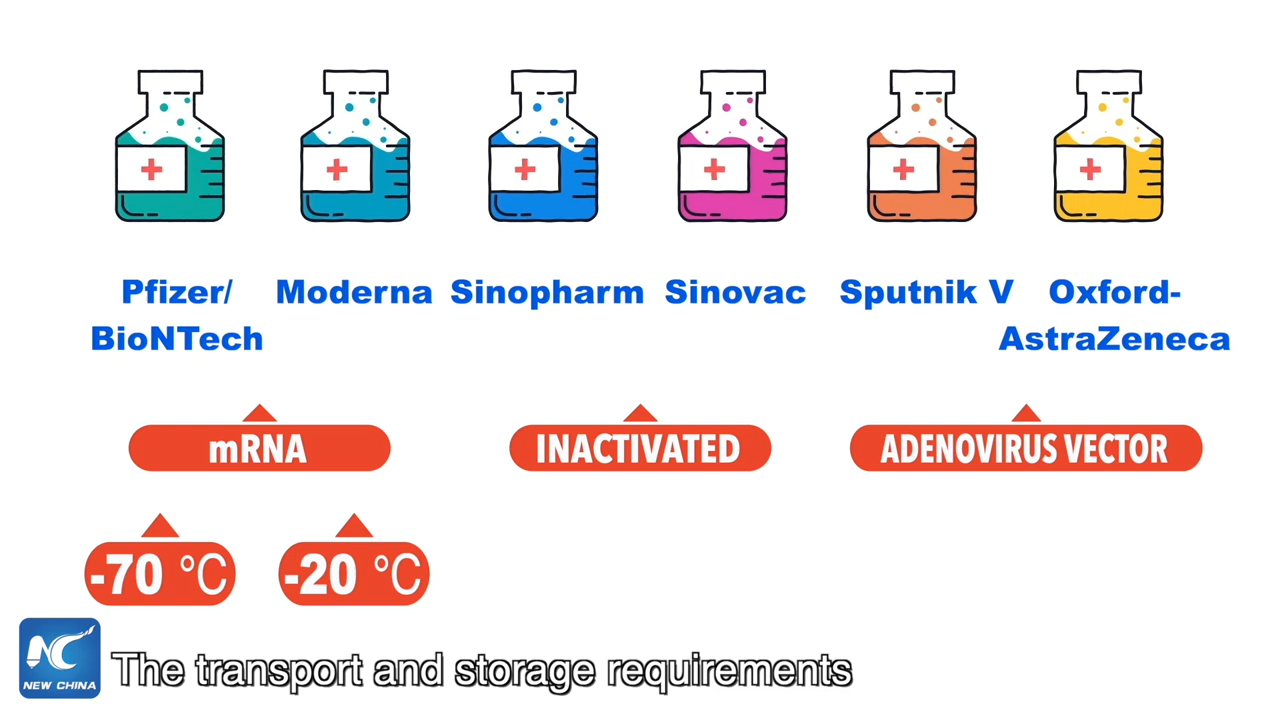 Pfizer/
BioNTech
Moderna
Sinopharm
Sinovac
Sputnik V
Oxford-
AstraZeneca
mRNA
INACTIVATED
ADENOVIRUS VECTOR
-70 °C
-20 °C
NC
NEW CHINA
The transport and storage requirements